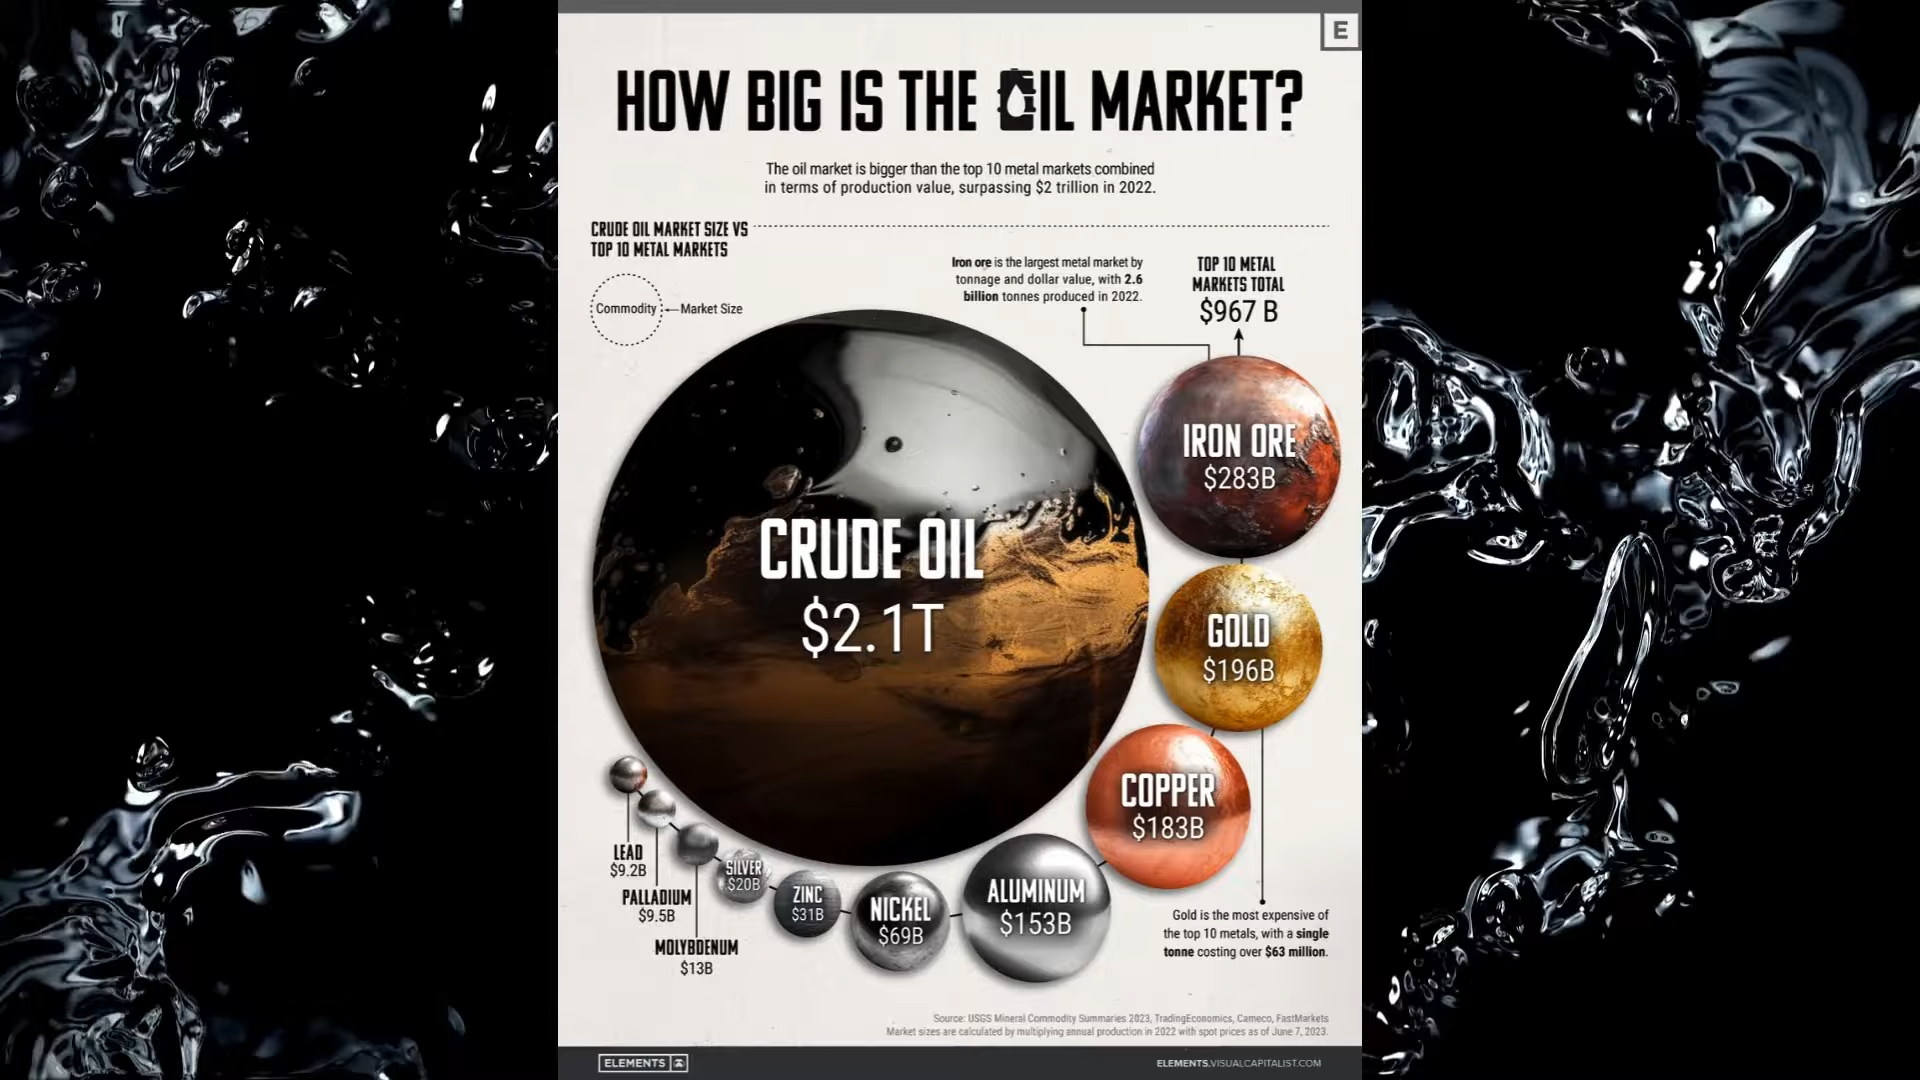 E
HOW BIG IS THE OIL MARKET?
The oil market is bigger than the top 10 metal markets combined
in terms of production value, surpassing $2 trillion in 2022.
CRUDE OIL MARKET SIZE VS
TOP 10 METAL MARKETS
Commodity
Market Size
Iron ore is the largest metal market by
tonnage and dollar value, with 2.6
billion tonnes produced in 2022.
TOP 10 METAL
MARKETS TOTAL
$967 B
IRON ORE
$283B
CRUDE OIL
$2.1T
GOLD
$196B
COPPER
$183B
ALUMINUM
$153B
NICKEL
$69B
ZINC
$31B
SILVER
$20B
MOLYBDENUM
$13B
PALLADIUM
$9.5B
LEAD
$9.2B
Gold is the most expensive of
the top 10 metals, with a single
tonne costing over $63 million.
Source: USGS Mineral Commodity Summaries 2023, TradingEconomics, Cameco, FastMarkets
Market sizes are calculated by multiplying annual production in 2022 with spot prices as of June 7, 2023.
ELEMENTS
ELEMENTS.VISUALCAPITALIST.COM